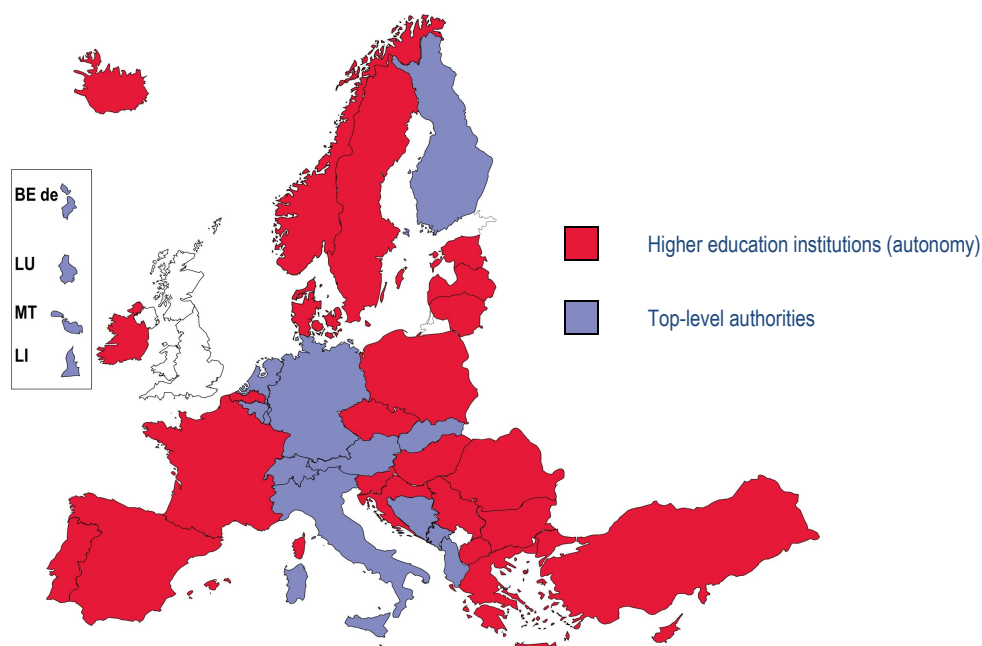 BE de
LU
MT
LI
Higher education institutions (autonomy)
Top-level authorities